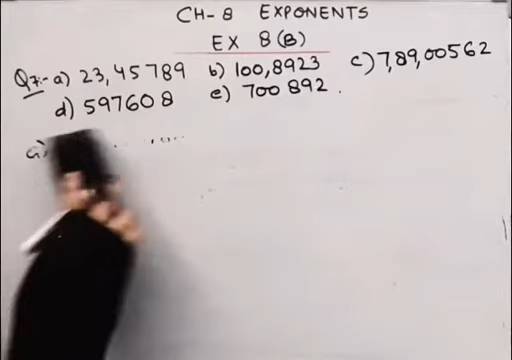 CH-8 EXPONENTS
EX 8(B)
Q7:- a) 23,45789 b) 100,8923 c) 7,89,00562
d) 597608 e) 700892.
a)